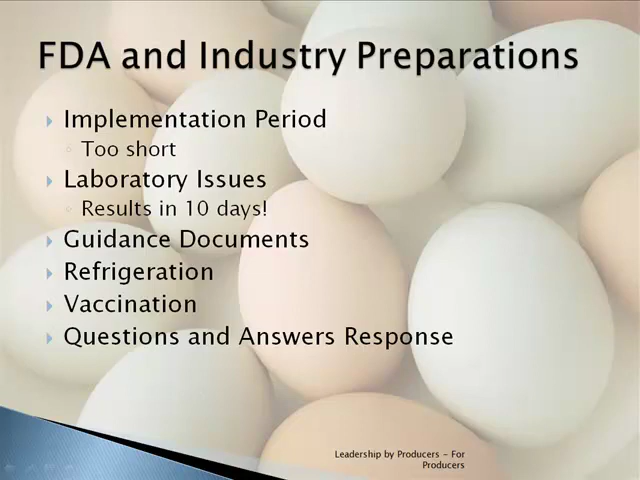 FDA and Industry Preparations
Implementation Period
Too short
Laboratory Issues
Results in 10 days!
Guidance Documents
Refrigeration
Vaccination
Questions and Answers Response
Leadership by Producers - For
Producers